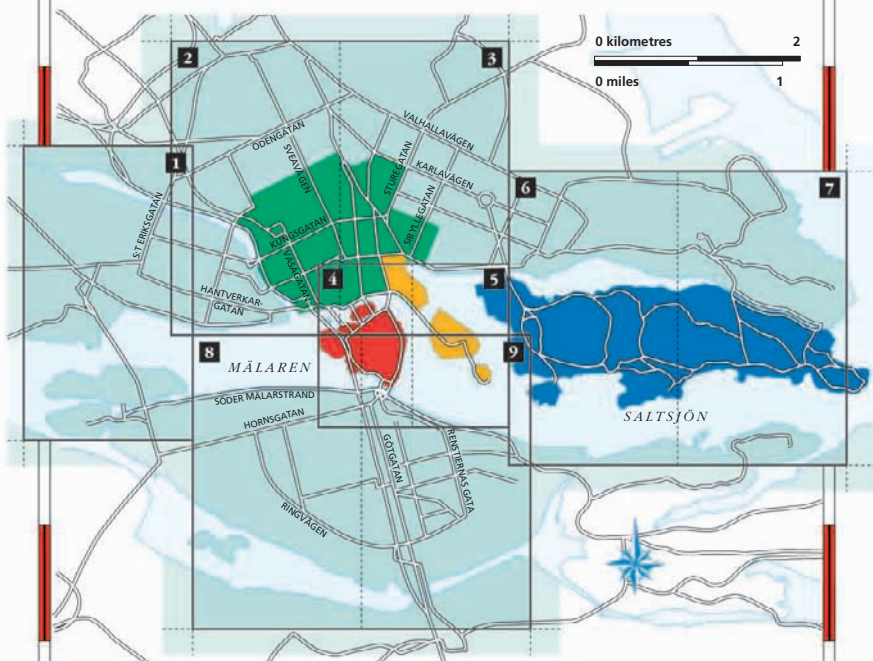 0 kilometres 2
0 miles 1
2
3
VALHALLAVÄGEN
ODENGATAN
SVEAVÄGEN
STUREGATAN
KARLAVÄGEN
1
6
7
S:T ERIKSGATAN
SIBYLLEGATAN
KUNGSGATAN
VASAGATAN
4
5
HANTVERKAR-
GATAN
8
MÄLAREN
9
SÖDER MÄLARSTRAND
SALTSJÖN
HORNSGATAN
GÖTGATAN
RENSTIERNAS GATA
RINGVÄGEN